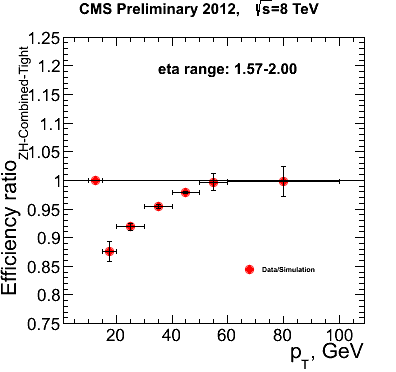 CMS Preliminary 2012, √s=8 TeV
eta range: 1.57-2.00
Efficiency ratio ZH-Combined-Tight
1.25
1.2
1.15
1.1
1.05
1
0.95
0.9
0.85
0.8
0.75
Data/Simulation
20 40 60 80 100
p_T, GeV